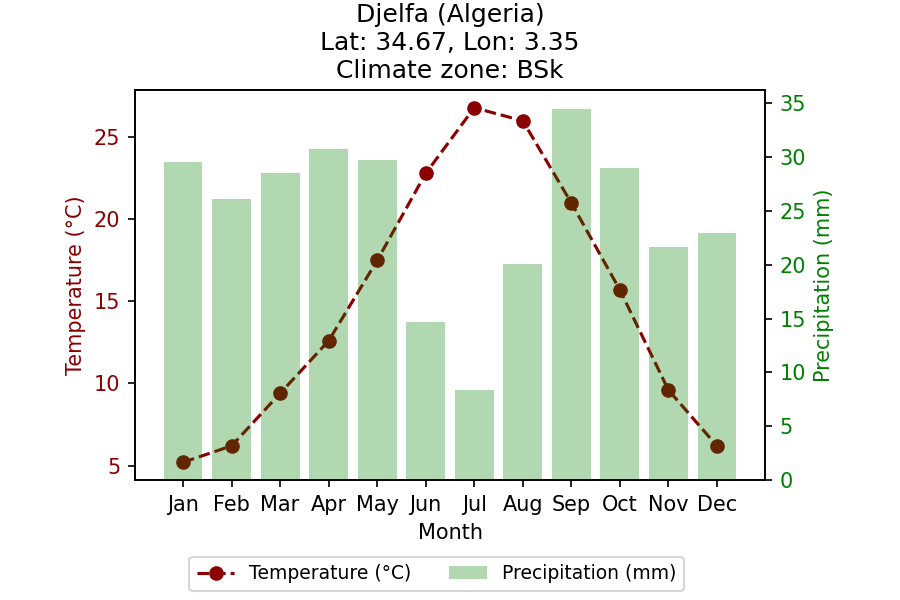 Djelfa (Algeria)
Lat: 34.67, Lon: 3.35
Climate zone: BSk
Temperature (°C)
25
20
15
10
5
35
30
25
20
15
10
5
0
Precipitation (mm)
Jan Feb Mar Apr May Jun Jul Aug Sep Oct Nov Dec
Month
Temperature (°C) Precipitation (mm)